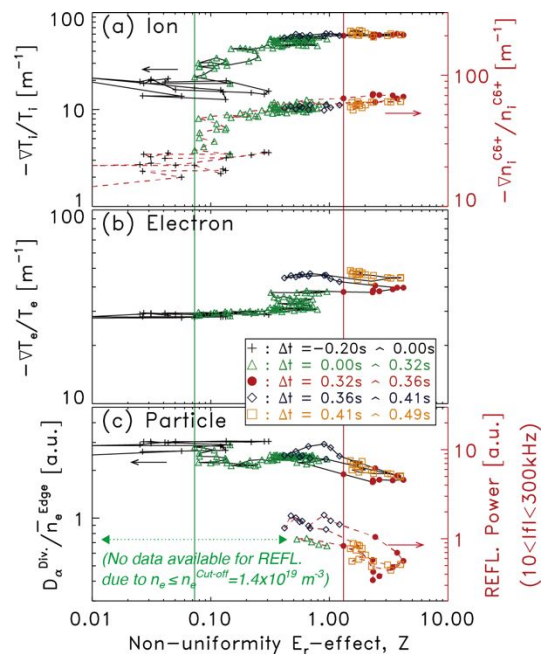 (a) Ion
100
10
1
-∇Ti/Ti [m⁻¹]
100
10
-∇ni^C6+/ni^C6+ [m⁻¹]
(b) Electron
100
10
-∇Te/Te [m⁻¹]
+ : Δt =-0.20s ~ 0.00s
△ : Δt = 0.00s ~ 0.32s
● : Δt = 0.32s ~ 0.36s
◇ : Δt = 0.36s ~ 0.41s
□ : Δt = 0.41s ~ 0.49s
(c) Particle
1
Dα^Div./n̄e^Edge [a.u.]
10
1
REFL. Power [a.u.]
(10<|f|<300kHz)
(No data available for REFL.
due to ne ≤ ne^Cut-off=1.4x10¹⁹ m⁻³)
0.01 0.10 1.00 10.00
Non-uniformity Er-effect, Z